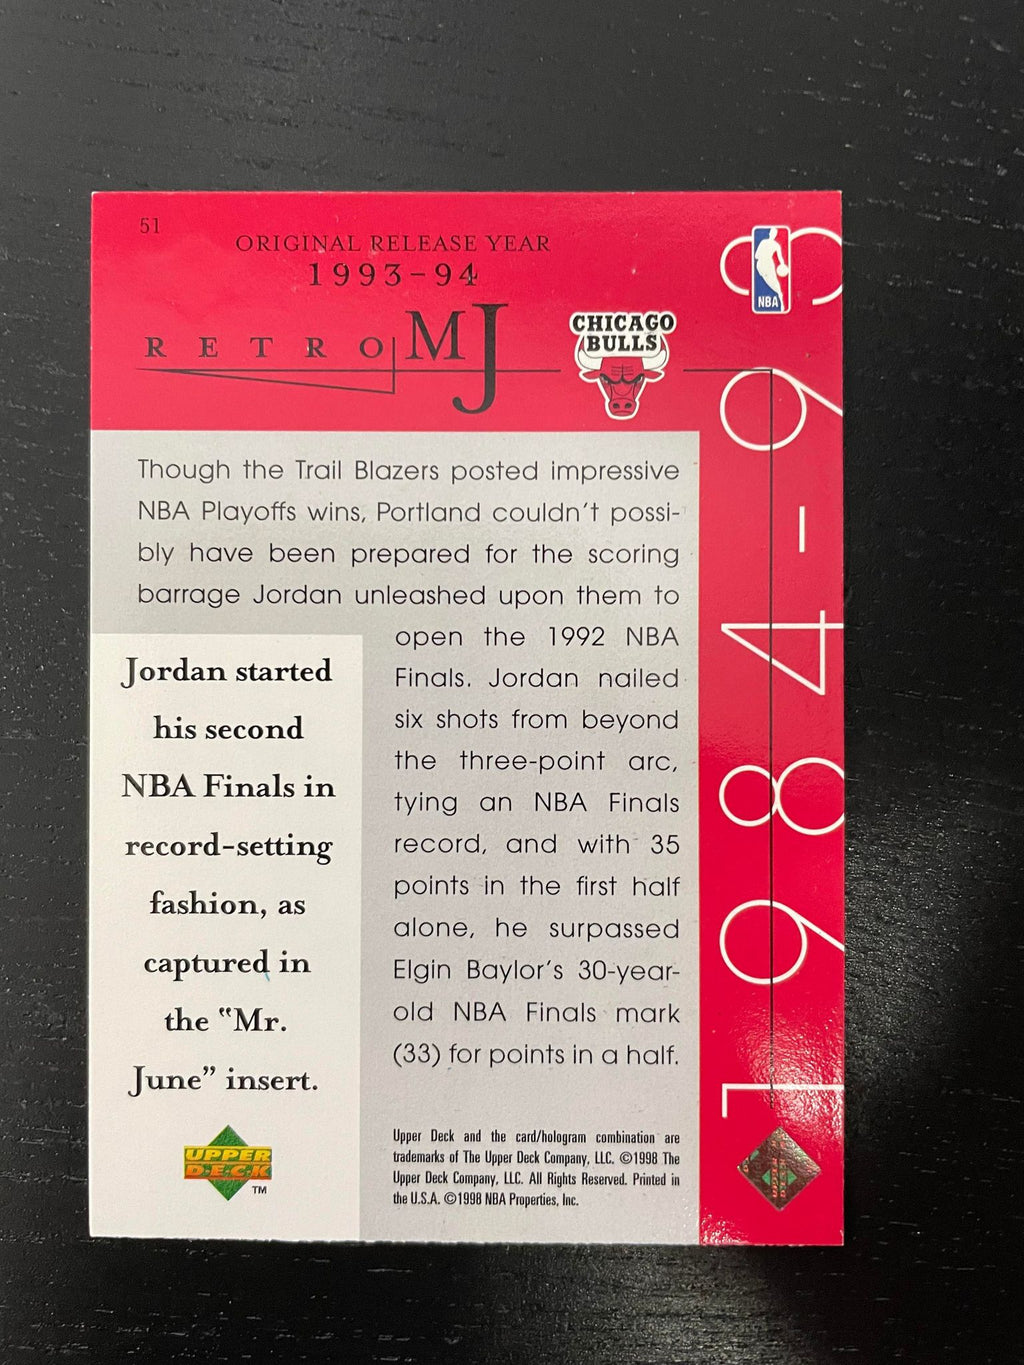 51
ORIGINAL RELEASE YEAR
1993-94
RETRO MJ
CHICAGO
BULLS
NBA
1984-93
Though the Trail Blazers posted impressive
NBA Playoffs wins, Portland couldn't possi-
bly have been prepared for the scoring
barrage Jordan unleashed upon them to
open the 1992 NBA
Finals. Jordan nailed
six shots from beyond
the three-point arc,
tying an NBA Finals
record, and with 35
points in the first half
alone, he surpassed
Elgin Baylor's 30-year-
old NBA Finals mark
(33) for points in a half.
Jordan started
his second
NBA Finals in
record-setting
fashion, as
captured in
the "Mr.
June" insert.
UPPER
DECK
TM
Upper Deck and the card/hologram combination are
trademarks of The Upper Deck Company, LLC. ©1998 The
Upper Deck Company, LLC. All Rights Reserved. Printed in
the U.S.A. ©1998 NBA Properties, Inc.